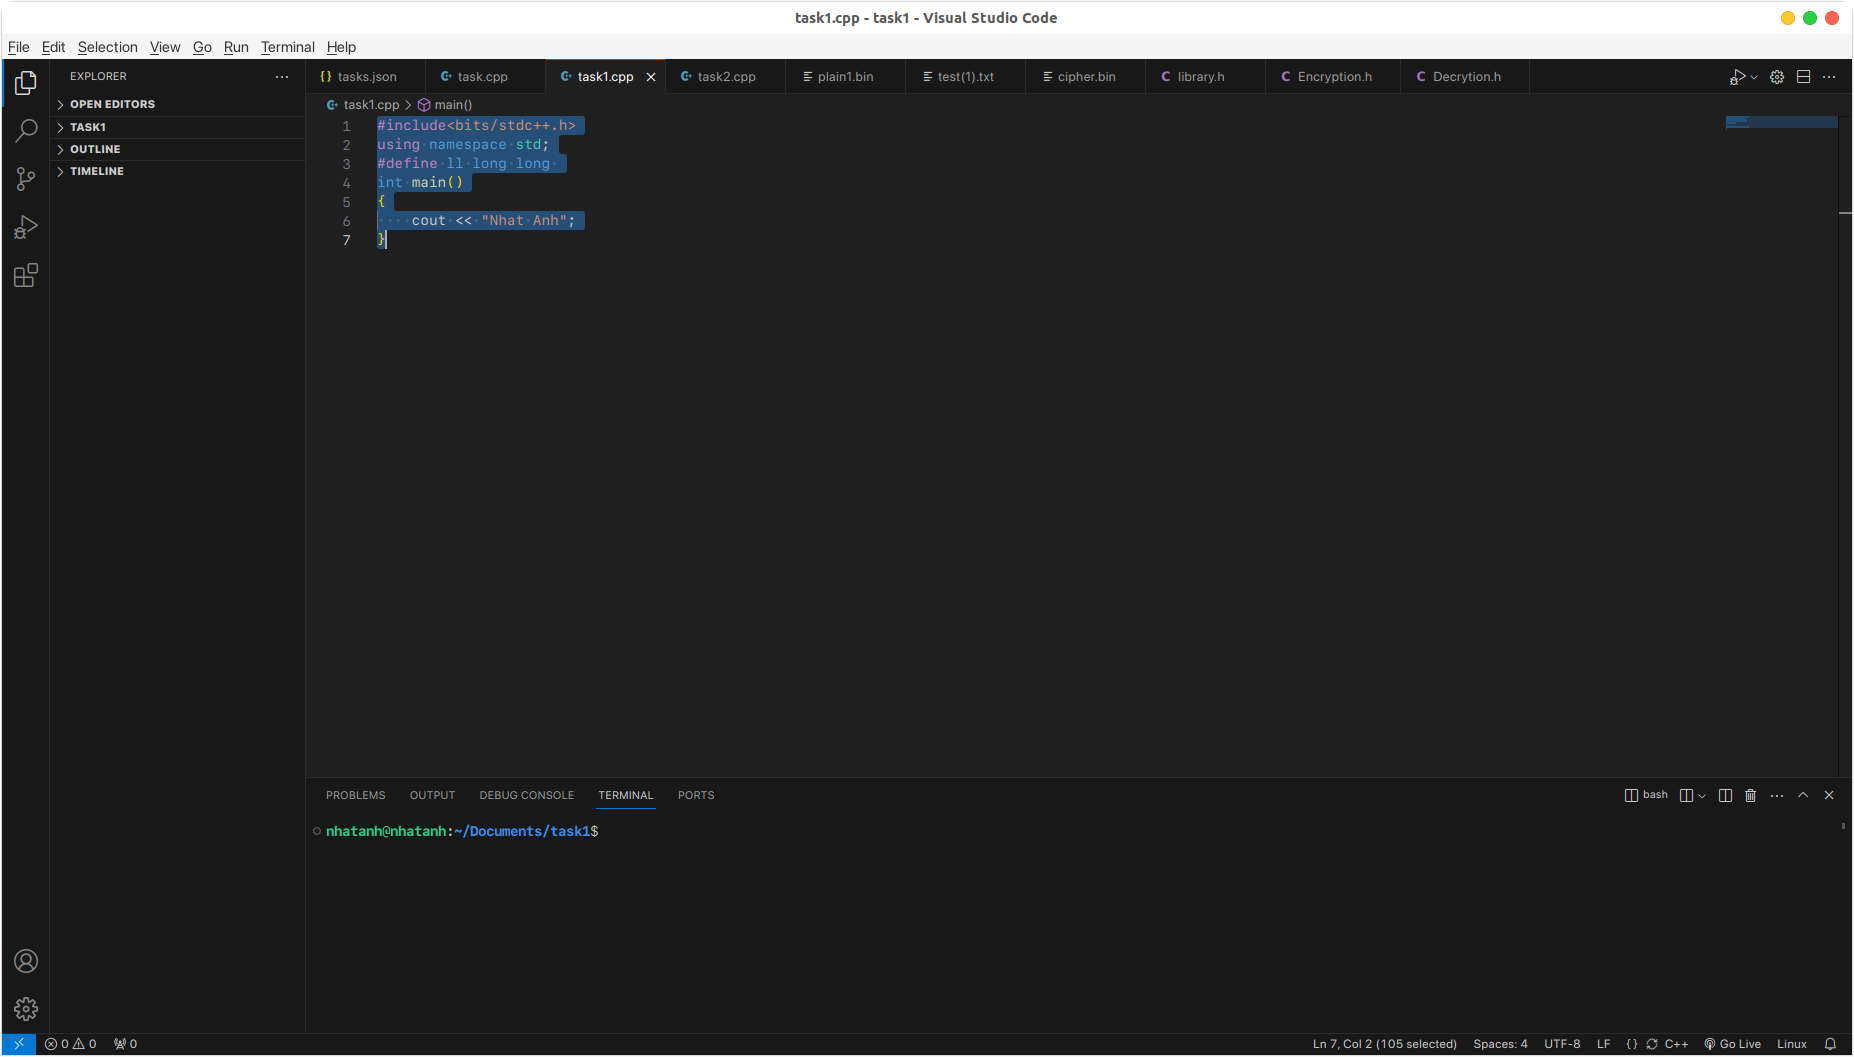 task1.cpp - task1 - Visual Studio Code
File Edit Selection View Go Run Terminal Help
EXPLORER
OPEN EDITORS
TASK1
OUTLINE
TIMELINE
{} tasks.json task.cpp task1.cpp task2.cpp plain1.bin test(1).txt cipher.bin C library.h C Encryption.h C Decrytion.h
task1.cpp > main()
1 #include<bits/stdc++.h>
2 using namespace std;
3 #define ll long long
4 int main()
5 {
6 cout << "Nhat Anh";
7 }
PROBLEMS OUTPUT DEBUG CONSOLE TERMINAL PORTS
bash
nhatanh@nhatanh:~/Documents/task1$
0 0 0
Ln 7, Col 2 (105 selected) Spaces: 4 UTF-8 LF {} C++ Go Live Linux